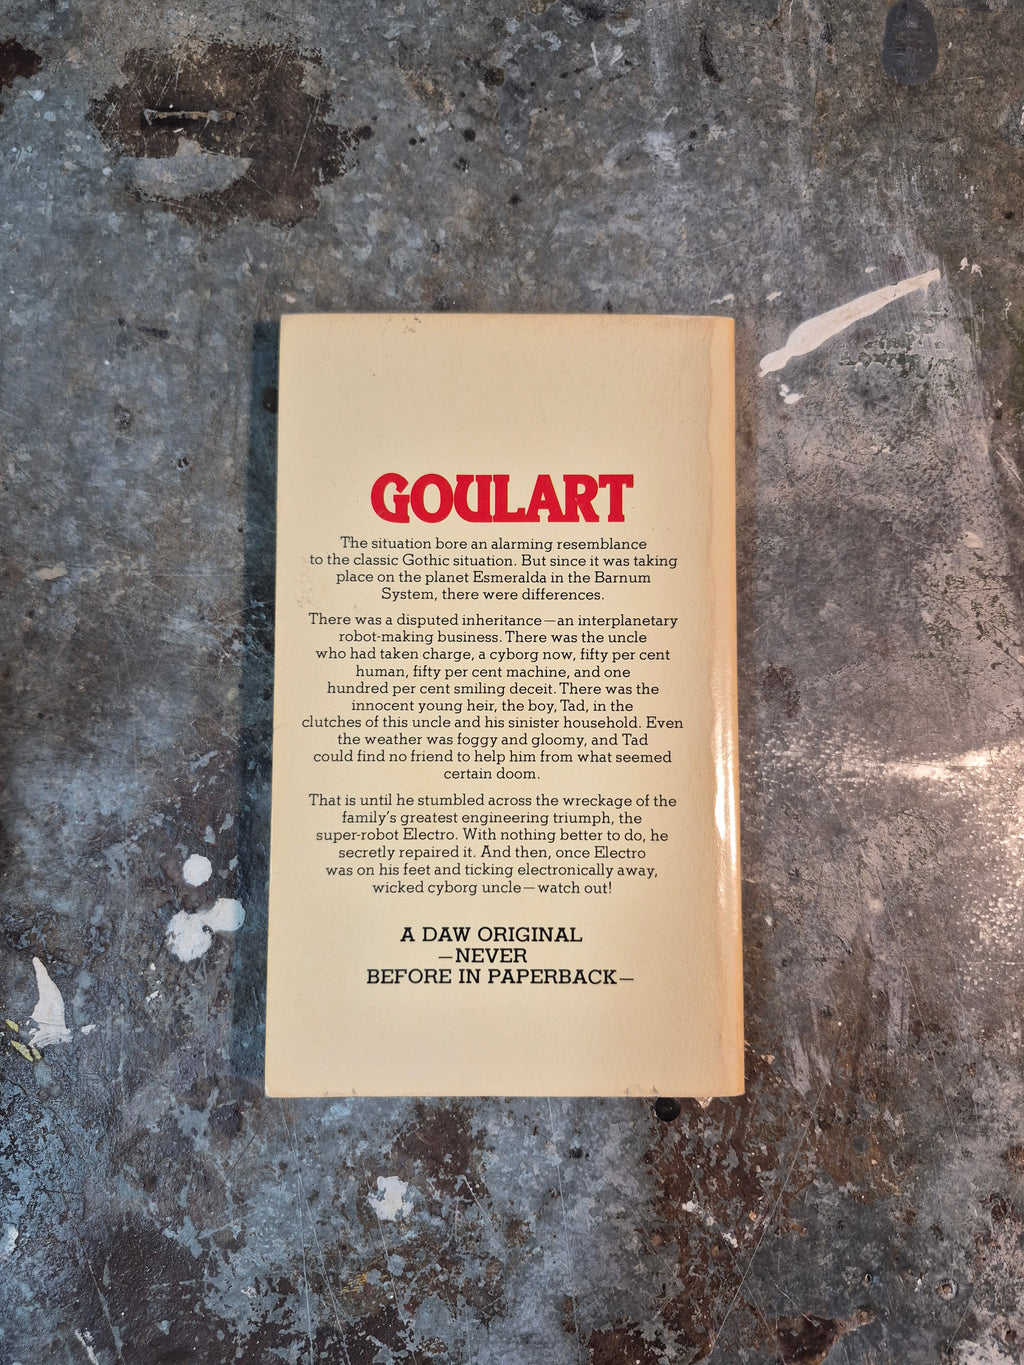 GOULART
The situation bore an alarming resemblance
to the classic Gothic situation. But since it was taking
place on the planet Esmeralda in the Barnum
System, there were differences.
There was a disputed inheritance—an interplanetary
robot-making business. There was the uncle
who had taken charge, a cyborg now, fifty per cent
human, fifty per cent machine, and one
hundred per cent smiling deceit. There was the
innocent young heir, the boy, Tad, in the
clutches of this uncle and his sinister household. Even
the weather was foggy and gloomy, and Tad
could find no friend to help him from what seemed
certain doom.
That is until he stumbled across the wreckage of the
family's greatest engineering triumph, the
super-robot Electro. With nothing better to do, he
secretly repaired it. And then, once Electro
was on his feet and ticking electronically away,
wicked cyborg uncle—watch out!
A DAW ORIGINAL
—NEVER
BEFORE IN PAPERBACK—